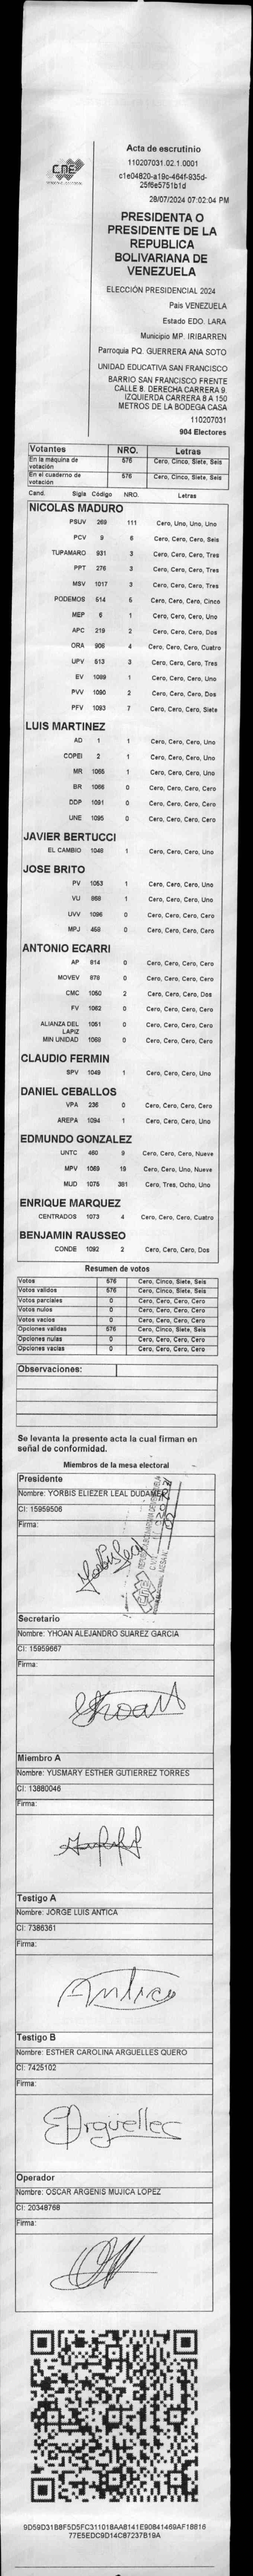 CNE
Acta de escrutinio
110207031.02.1.0001
c1e04820-a19c-464f-935d-
25f6e5751b1d
28/07/2024 07:02:04 PM
PRESIDENTA O
PRESIDENTE DE LA
REPUBLICA
BOLIVARIANA DE
VENEZUELA
ELECCIÓN PRESIDENCIAL 2024
Pais VENEZUELA
Estado EDO. LARA
Municipio MP. IRIBARREN
Parroquia PQ. GUERRERA ANA SOTO
UNIDAD EDUCATIVA SAN FRANCISCO
BARRIO SAN FRANCISCO FRENTE
CALLE 8. DERECHA CARRERA 9.
IZQUIERDA CARRERA 8 A 150
METROS DE LA BODEGA CASA
110207031
904 Electores
Votantes NRO. Letras
En la máquina de votación 576 Cero, Cinco, Siete, Seis
En el cuaderno de votación 576 Cero, Cinco, Siete, Seis
Cand. Sigla Código NRO. Letras
NICOLAS MADURO
PSUV 269 111 Cero, Uno, Uno, Uno
PCV 9 6 Cero, Cero, Cero, Seis
TUPAMARO 931 3 Cero, Cero, Cero, Tres
PPT 276 3 Cero, Cero, Cero, Tres
MSV 1017 3 Cero, Cero, Cero, Tres
PODEMOS 514 5 Cero, Cero, Cero, Cinco
MEP 6 1 Cero, Cero, Cero, Uno
APC 219 2 Cero, Cero, Cero, Dos
ORA 906 4 Cero, Cero, Cero, Cuatro
UPV 513 3 Cero, Cero, Cero, Tres
EV 1089 1 Cero, Cero, Cero, Uno
PVV 1090 2 Cero, Cero, Cero, Dos
PFV 1093 7 Cero, Cero, Cero, Siete
LUIS MARTINEZ
AD 1 1 Cero, Cero, Cero, Uno
COPEI 2 1 Cero, Cero, Cero, Uno
MR 1065 1 Cero, Cero, Cero, Uno
BR 1066 0 Cero, Cero, Cero, Cero
DDP 1091 0 Cero, Cero, Cero, Cero
UNE 1095 0 Cero, Cero, Cero, Cero
JAVIER BERTUCCI
EL CAMBIO 1048 1 Cero, Cero, Cero, Uno
JOSE BRITO
PV 1053 1 Cero, Cero, Cero, Uno
VU 868 1 Cero, Cero, Cero, Uno
UVV 1096 0 Cero, Cero, Cero, Cero
MPJ 458 0 Cero, Cero, Cero, Cero
ANTONIO ECARRI
AP 814 0 Cero, Cero, Cero, Cero
MOVEV 878 0 Cero, Cero, Cero, Cero
CMC 1050 2 Cero, Cero, Cero, Dos
FV 1062 0 Cero, Cero, Cero, Cero
ALIANZA DEL LAPIZ 1051 0 Cero, Cero, Cero, Cero
MIN UNIDAD 1068 0 Cero, Cero, Cero, Cero
CLAUDIO FERMIN
SPV 1049 1 Cero, Cero, Cero, Uno
DANIEL CEBALLOS
VPA 236 0 Cero, Cero, Cero, Cero
AREPA 1094 1 Cero, Cero, Cero, Uno
EDMUNDO GONZALEZ
UNTC 460 9 Cero, Cero, Cero, Nueve
MPV 1069 19 Cero, Cero, Uno, Nueve
MUD 1075 381 Cero, Tres, Ocho, Uno
ENRIQUE MARQUEZ
CENTRADOS 1073 4 Cero, Cero, Cero, Cuatro
BENJAMIN RAUSSEO
CONDE 1092 2 Cero, Cero, Cero, Dos
Resumen de votos
Votos 576 Cero, Cinco, Siete, Seis
Votos validos 576 Cero, Cinco, Siete, Seis
Votos parciales 0 Cero, Cero, Cero, Cero
Votos nulos 0 Cero, Cero, Cero, Cero
Votos vacios 0 Cero, Cero, Cero, Cero
Opciones validas 576 Cero, Cinco, Siete, Seis
Opciones nulas 0 Cero, Cero, Cero, Cero
Opciones vacias 0 Cero, Cero, Cero, Cero
Observaciones:
Se levanta la presente acta la cual firman en
señal de conformidad.
Miembros de la mesa electoral
Presidente
Nombre: YORBIS ELIEZER LEAL DUDAMEL
CI: 15959506
Firma:
Yorbis Leal
CNE
Secretario
Nombre: YHOAN ALEJANDRO SUAREZ GARCIA
CI: 15959667
Firma:
Yhoan
Miembro A
Nombre: YUSMARY ESTHER GUTIERREZ TORRES
CI: 13880046
Firma:
Testigo A
Nombre: JORGE LUIS ANTICA
CI: 7386361
Firma:
Antica
Testigo B
Nombre: ESTHER CAROLINA ARGUELLES QUERO
CI: 7425102
Firma:
EArguelles
Operador
Nombre: OSCAR ARGENIS MUJICA LOPEZ
CI: 20348768
Firma:
9D59D31B8F5D5FC311018AAB141E90841469AF18816
77E5EDC9D14C87237B19A